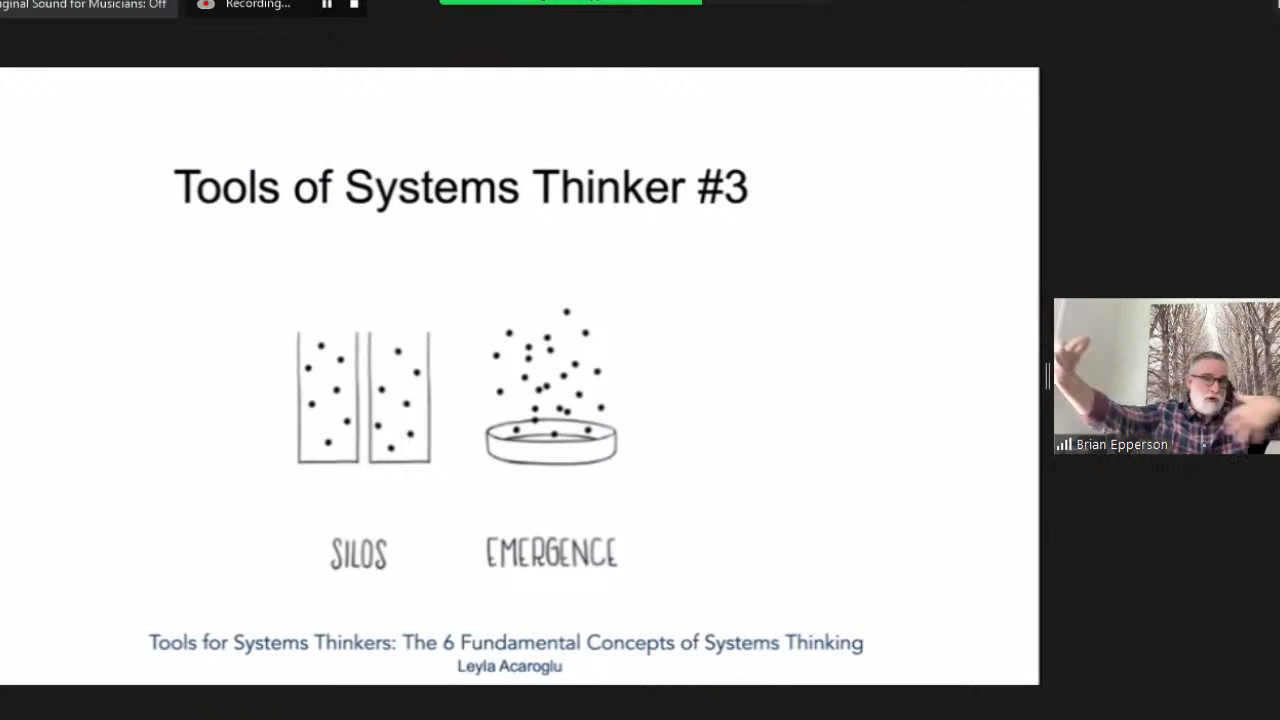 iginal Sound for Musicians: Off
Recording...
Tools of Systems Thinker #3
SILOS
EMERGENCE
Brian Epperson
Tools for Systems Thinkers: The 6 Fundamental Concepts of Systems Thinking
Leyla Acaroglu